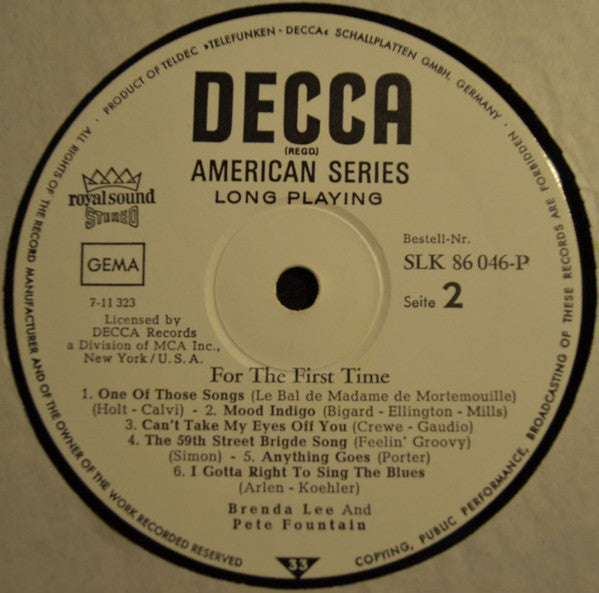 ALL RIGHTS OF THE RECORD MANUFACTURER AND OF THE OWNER OF THE WORK RECORDED RESERVED · PRODUCT OF TELDEC »TELEFUNKEN - DECCA« SCHALLPLATTEN GMBH, GERMANY · COPYING, PUBLIC PERFORMANCE, BROADCASTING OF THESE RECORDS ARE FORBIDDEN
DECCA
(REGD)
AMERICAN SERIES
LONG PLAYING
royal sound
STEREO
GEMA
7-11 323
Licensed by
DECCA Records
a Division of MCA Inc.,
New York/U.S.A.
Bestell-Nr.
SLK 86 046-P
Seite 2
For The First Time
1. One Of Those Songs (Le Bal de Madame de Mortemouille)
(Holt - Calvi) - 2. Mood Indigo (Bigard - Ellington - Mills)
3. Can't Take My Eyes Off You (Crewe - Gaudio)
4. The 59th Street Brigde Song (Feelin' Groovy)
(Simon) - 5. Anything Goes (Porter)
6. I Gotta Right To Sing The Blues
(Arlen - Koehler)
Brenda Lee And
Pete Fountain
33